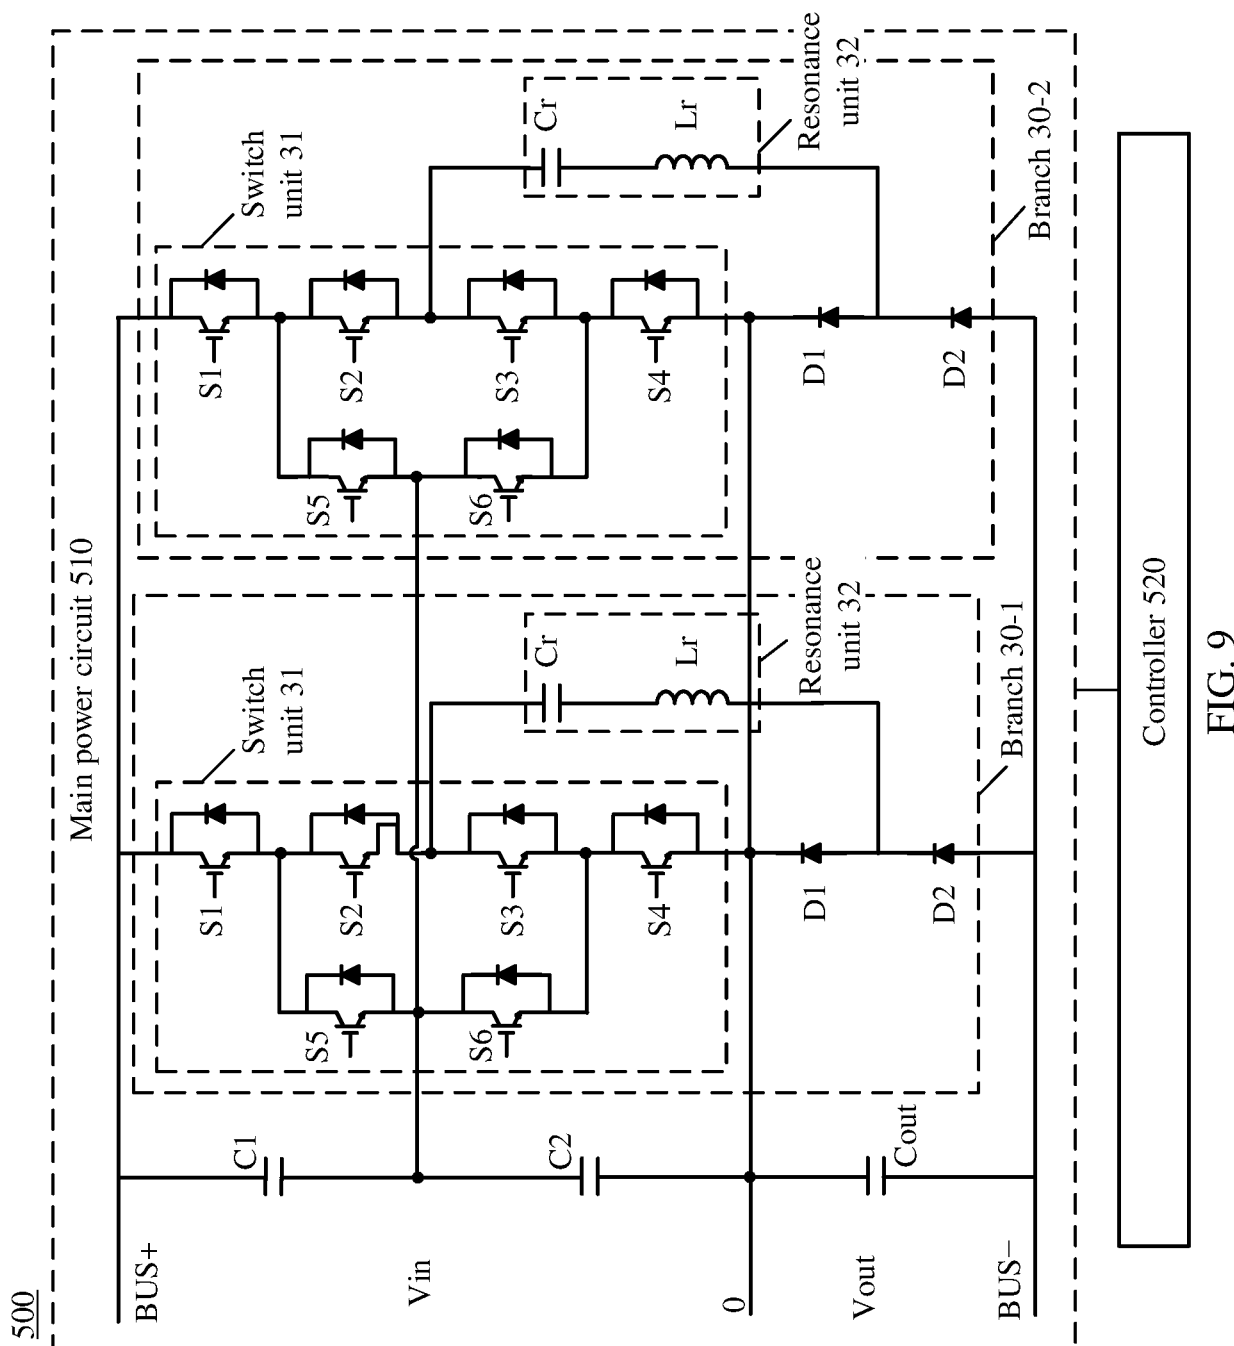 500
Main power circuit 510
BUS+
Vin
0
Vout
BUS−
C1
C2
Cout
Switch
unit 31
S1
S2
S3
S4
S5
S6
Cr
Lr
Resonance
unit 32
D1
D2
Branch 30-1
Switch
unit 31
S1
S2
S3
S4
S5
S6
Cr
Lr
Resonance
unit 32
D1
D2
Branch 30-2
Controller 520
FIG. 9